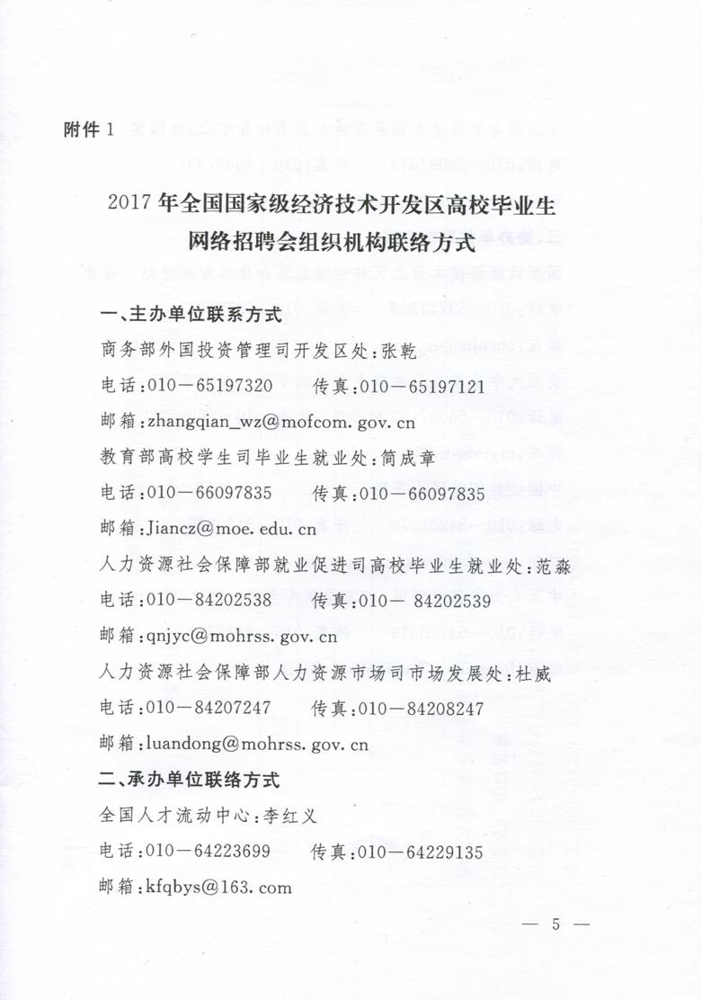 附件1
2017年全国国家级经济技术开发区高校毕业生
网络招聘会组织机构联络方式
一、主办单位联系方式
商务部外国投资管理司开发区处:张乾
电话:010－65197320 传真:010－65197121
邮箱:zhangqian_wz@mofcom.gov.cn
教育部高校学生司毕业生就业处:简成章
电话:010－66097835 传真:010－66097835
邮箱:Jiancz@moe.edu.cn
人力资源社会保障部就业促进司高校毕业生就业处:范淼
电话:010－84202538 传真:010－84202539
邮箱:qnjyc@mohrss.gov.cn
人力资源社会保障部人力资源市场司市场发展处:杜威
电话:010－84207247 传真:010－84208247
邮箱:luandong@mohrss.gov.cn
二、承办单位联络方式
全国人才流动中心:李红义
电话:010－64223699 传真:010－64229135
邮箱:kfqbys@163.com
— 5 —